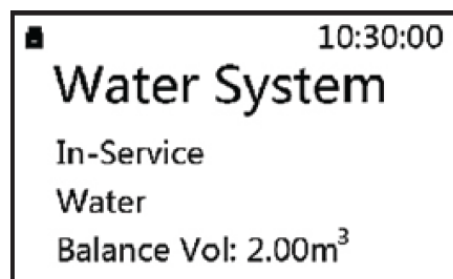 10:30:00
Water System
In-Service
Water
Balance Vol: 2.00m³